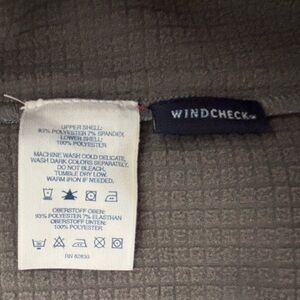 UPPER SHELL:
93% POLYESTER 7% SPANDEX
LOWER SHELL:
100% POLYESTER
MACHINE WASH COLD DELICATE,
WASH DARK COLORS SEPARATELY,
DO NOT BLEACH,
TUMBLE DRY LOW,
WARM IRON IF NEEDED.
OBERSTOFF OBEN:
93% POLYESTER 7% ELASTHAN
OBERSTOFF UNTEN:
100% POLYESTER
RN 62830
WINDCHECK